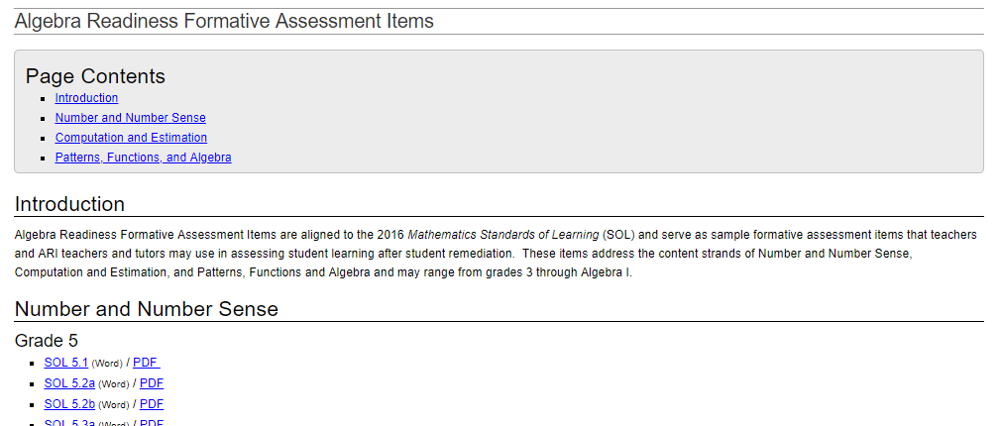 Algebra Readiness Formative Assessment Items
Page Contents
Introduction
Number and Number Sense
Computation and Estimation
Patterns, Functions, and Algebra
Introduction
Algebra Readiness Formative Assessment Items are aligned to the 2016 Mathematics Standards of Learning (SOL) and serve as sample formative assessment items that teachers
and ARI teachers and tutors may use in assessing student learning after student remediation.  These items address the content strands of Number and Number Sense,
Computation and Estimation, and Patterns, Functions and Algebra and may range from grades 3 through Algebra I.
Number and Number Sense
Grade 5
SOL 5.1 (Word) / PDF
SOL 5.2a (Word) / PDF
SOL 5.2b (Word) / PDF
SOL 5.3a (Word) / PDF